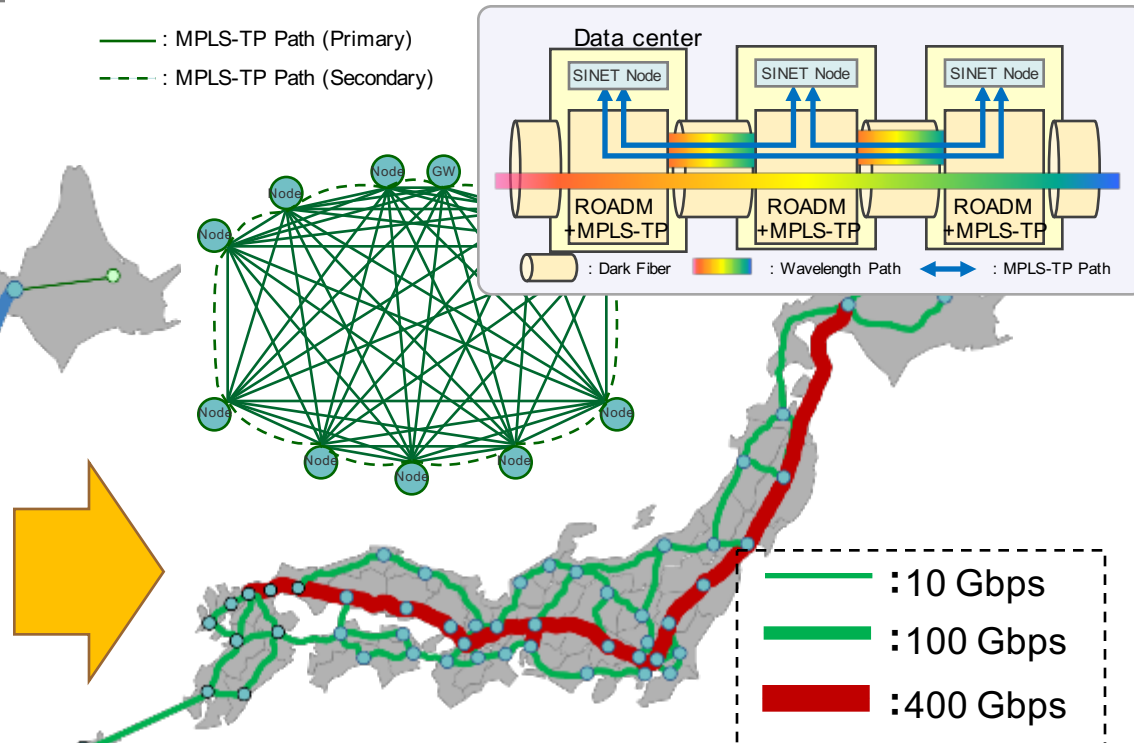 : MPLS-TP Path (Primary)
: MPLS-TP Path (Secondary)
Data center
SINET Node
SINET Node
SINET Node
ROADM
+MPLS-TP
ROADM
+MPLS-TP
ROADM
+MPLS-TP
: Dark Fiber
: Wavelength Path
: MPLS-TP Path
Node
GW
Node
Node
Node
Node
Node
Node
Node
: 10 Gbps
: 100 Gbps
: 400 Gbps